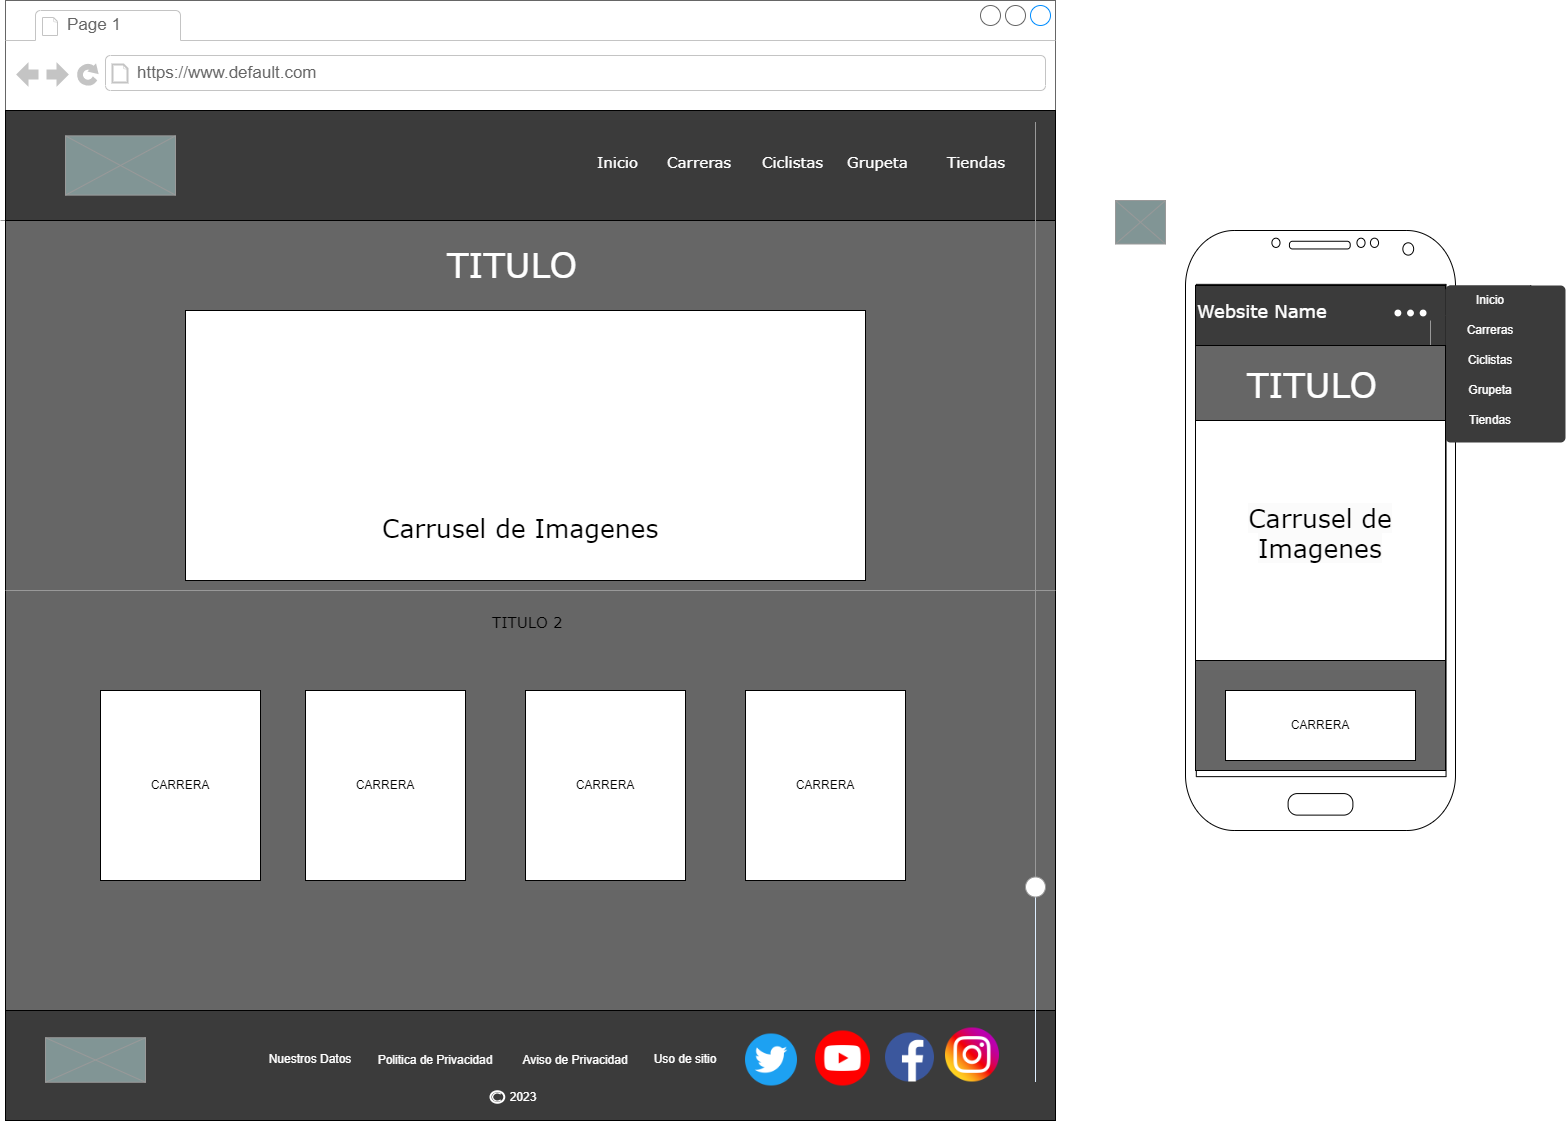 Page 1
https://www.default.com
Inicio Carreras Ciclistas Grupeta Tiendas
TITULO
Carrusel de Imagenes
TITULO 2
CARRERA CARRERA CARRERA CARRERA
Nuestros Datos Politica de Privacidad Aviso de Privacidad Uso de sitio
© 2023
Website Name
Inicio
Carreras
Ciclistas
Grupeta
Tiendas
TITULO
Carrusel de
Imagenes
CARRERA